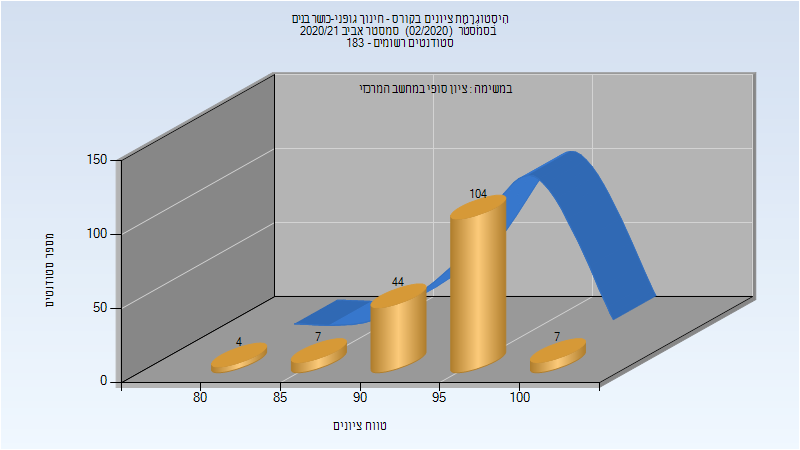 היסטוגרמת ציונים בקורס - חינוך גופני-כושר בנים
בסמסטר (02/2020) סמסטר אביב 2020/21
סטודנטים רשומים - 183
במשימה : ציון סופי במחשב המרכזי
150
100
50
0
מספר סטודנטים
4
7
44
104
7
80
85
90
95
100
טווח ציונים